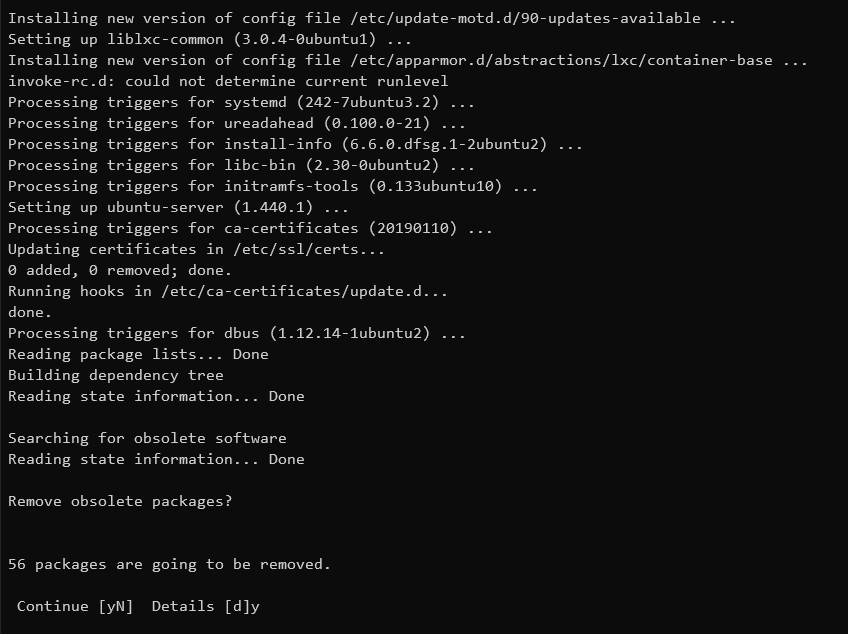 Installing new version of config file /etc/update-motd.d/90-updates-available ...
Setting up liblxc-common (3.0.4-0ubuntu1) ...
Installing new version of config file /etc/apparmor.d/abstractions/lxc/container-base ...
invoke-rc.d: could not determine current runlevel
Processing triggers for systemd (242-7ubuntu3.2) ...
Processing triggers for ureadahead (0.100.0-21) ...
Processing triggers for install-info (6.6.0.dfsg.1-2ubuntu2) ...
Processing triggers for libc-bin (2.30-0ubuntu2) ...
Processing triggers for initramfs-tools (0.133ubuntu10) ...
Setting up ubuntu-server (1.440.1) ...
Processing triggers for ca-certificates (20190110) ...
Updating certificates in /etc/ssl/certs...
0 added, 0 removed; done.
Running hooks in /etc/ca-certificates/update.d...
done.
Processing triggers for dbus (1.12.14-1ubuntu2) ...
Reading package lists... Done
Building dependency tree
Reading state information... Done
Searching for obsolete software
Reading state information... Done
Remove obsolete packages?
56 packages are going to be removed.
Continue [yN]  Details [d]y